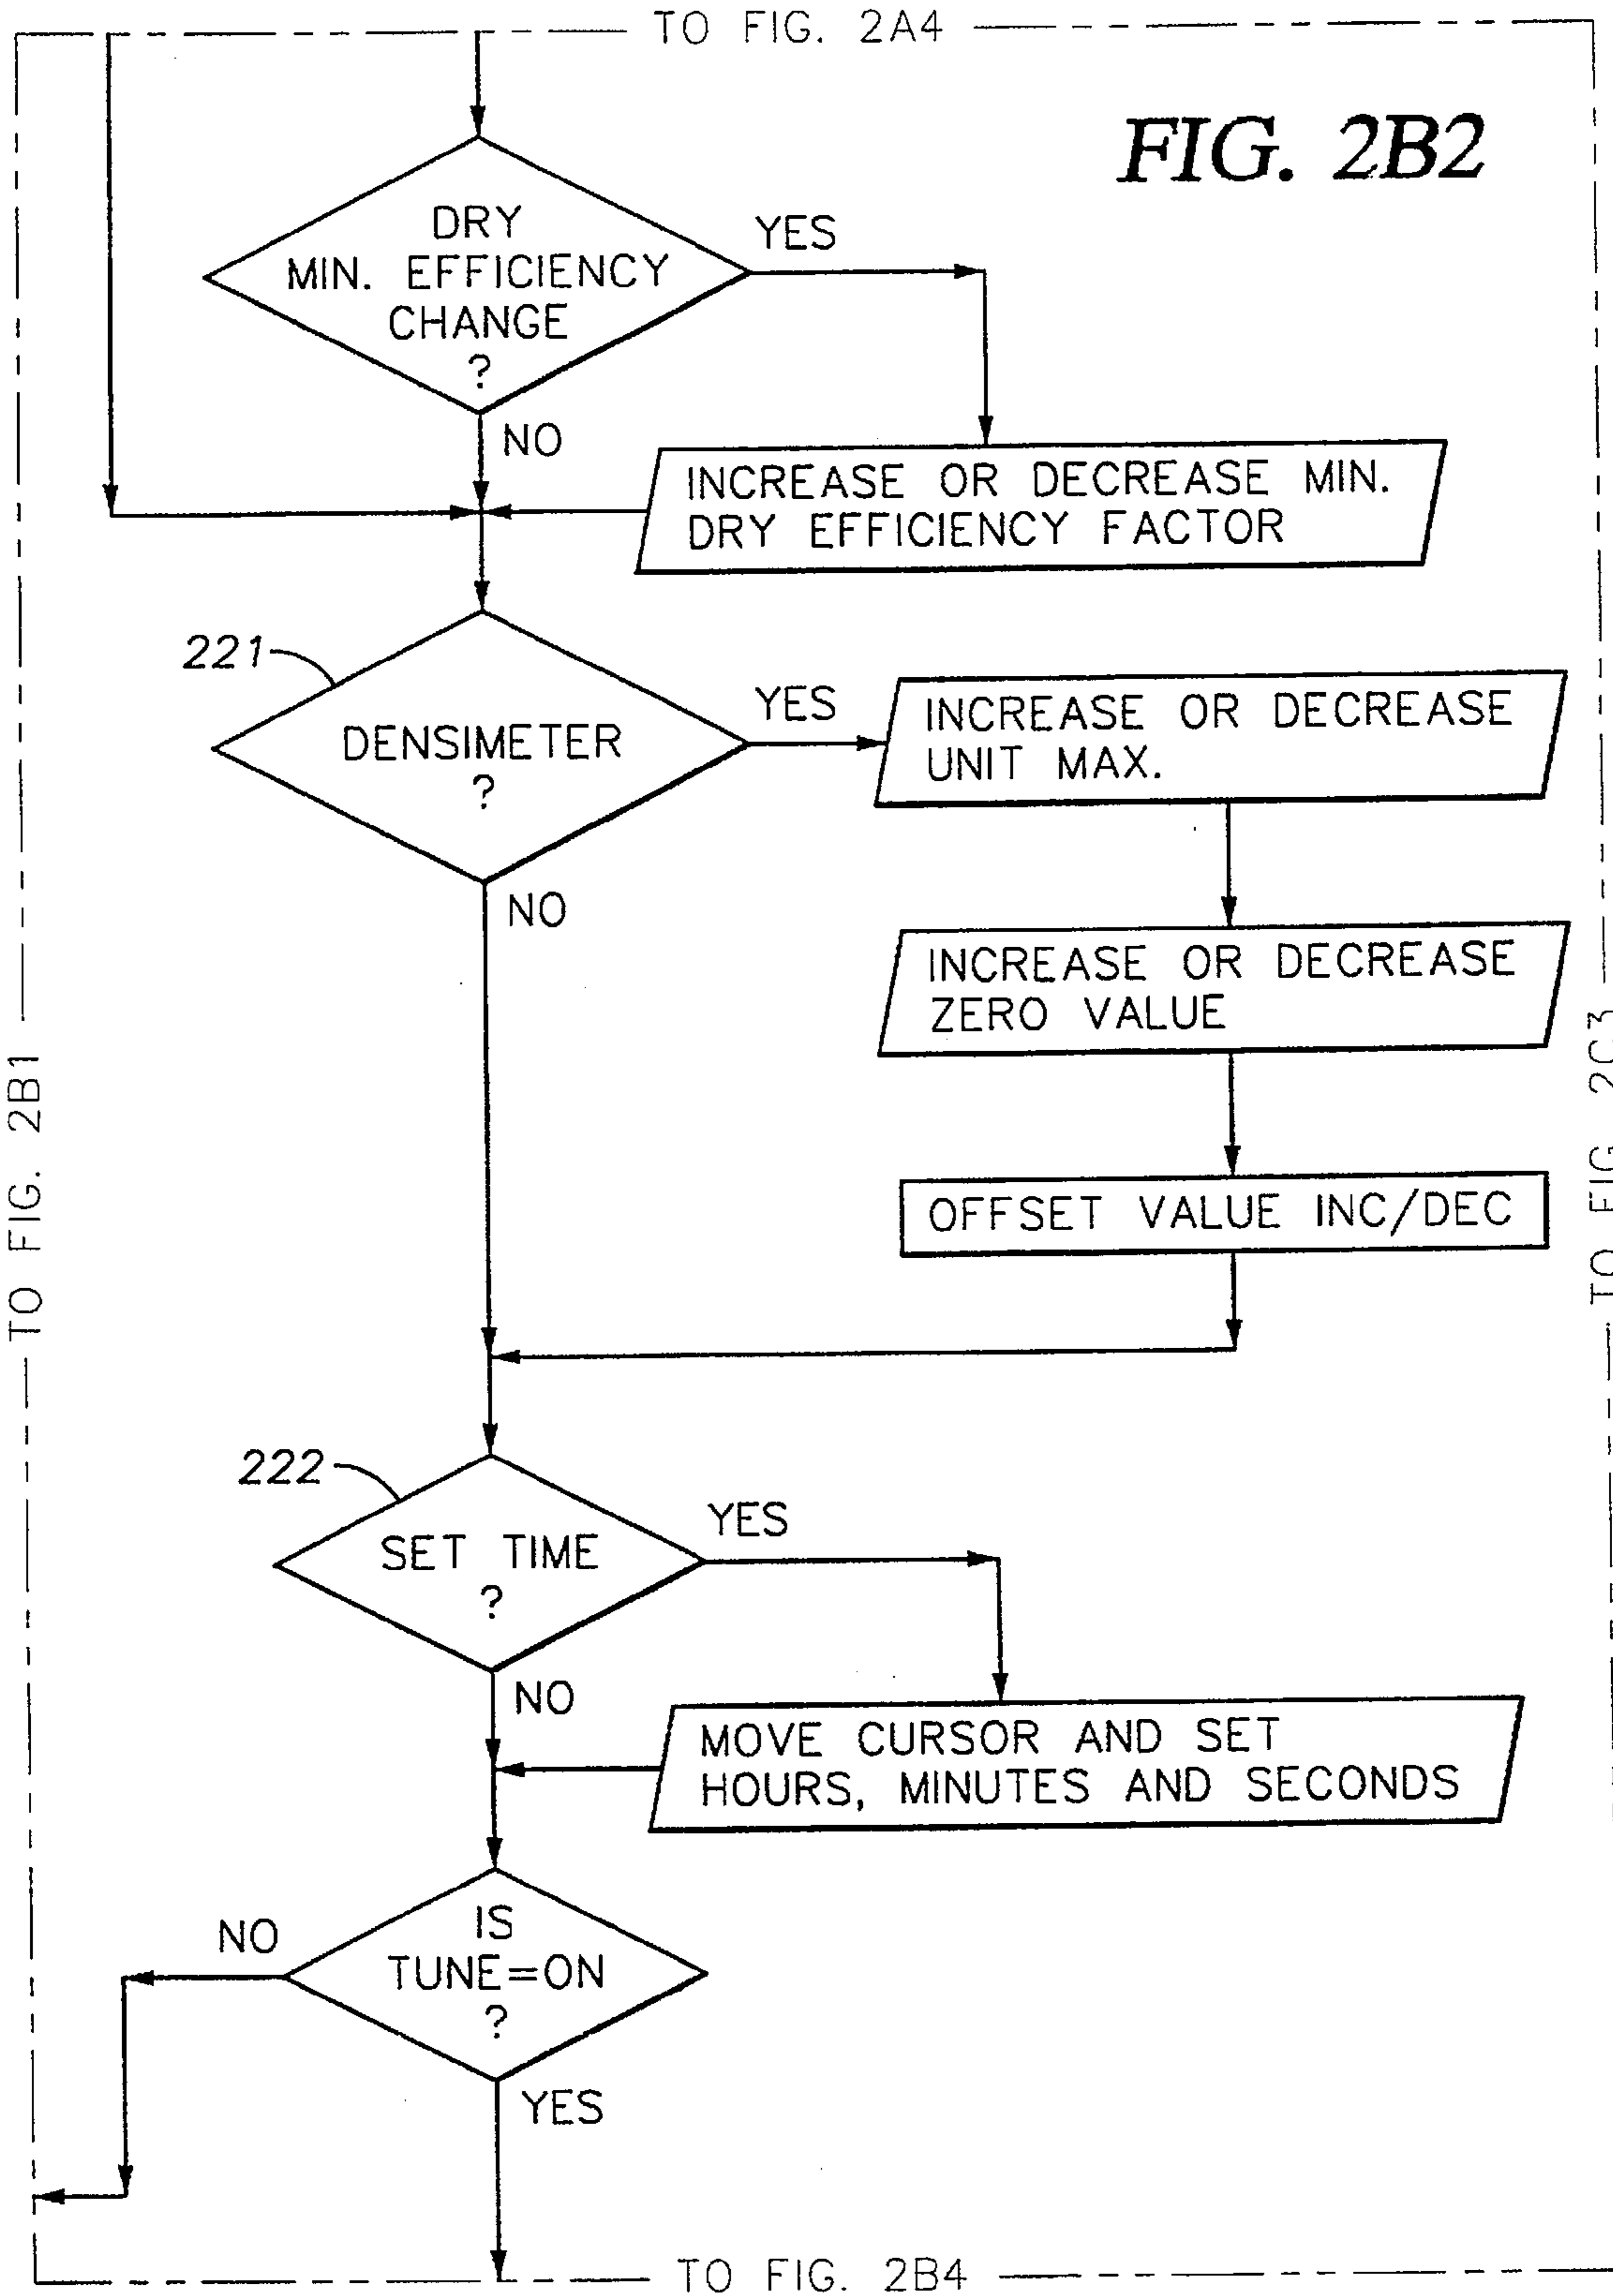 TO FIG. 2A4
FIG. 2B2
DRY
MIN. EFFICIENCY
CHANGE
?
YES
NO
INCREASE OR DECREASE MIN.
DRY EFFICIENCY FACTOR
221
DENSIMETER
?
YES
INCREASE OR DECREASE
UNIT MAX.
NO
INCREASE OR DECREASE
ZERO VALUE
TO FIG. 2B1
TO FIG. 2C3
OFFSET VALUE INC/DEC
222
SET TIME
?
YES
NO
MOVE CURSOR AND SET
HOURS, MINUTES AND SECONDS
IS
TUNE=ON
?
NO
YES
TO FIG. 2B4